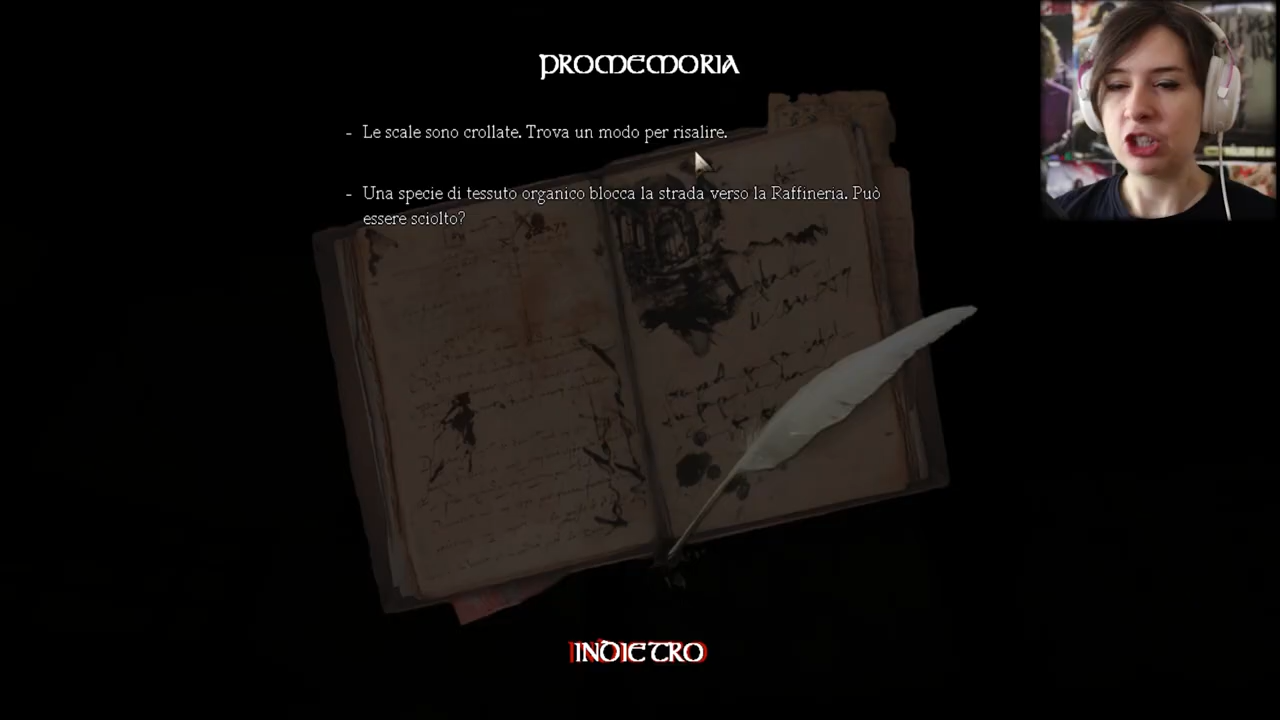 PROMEMORIA
- Le scale sono crollate. Trova un modo per risalire.
- Una specie di tessuto organico blocca la strada verso la Raffineria. Può
essere sciolto?
INDIETRO